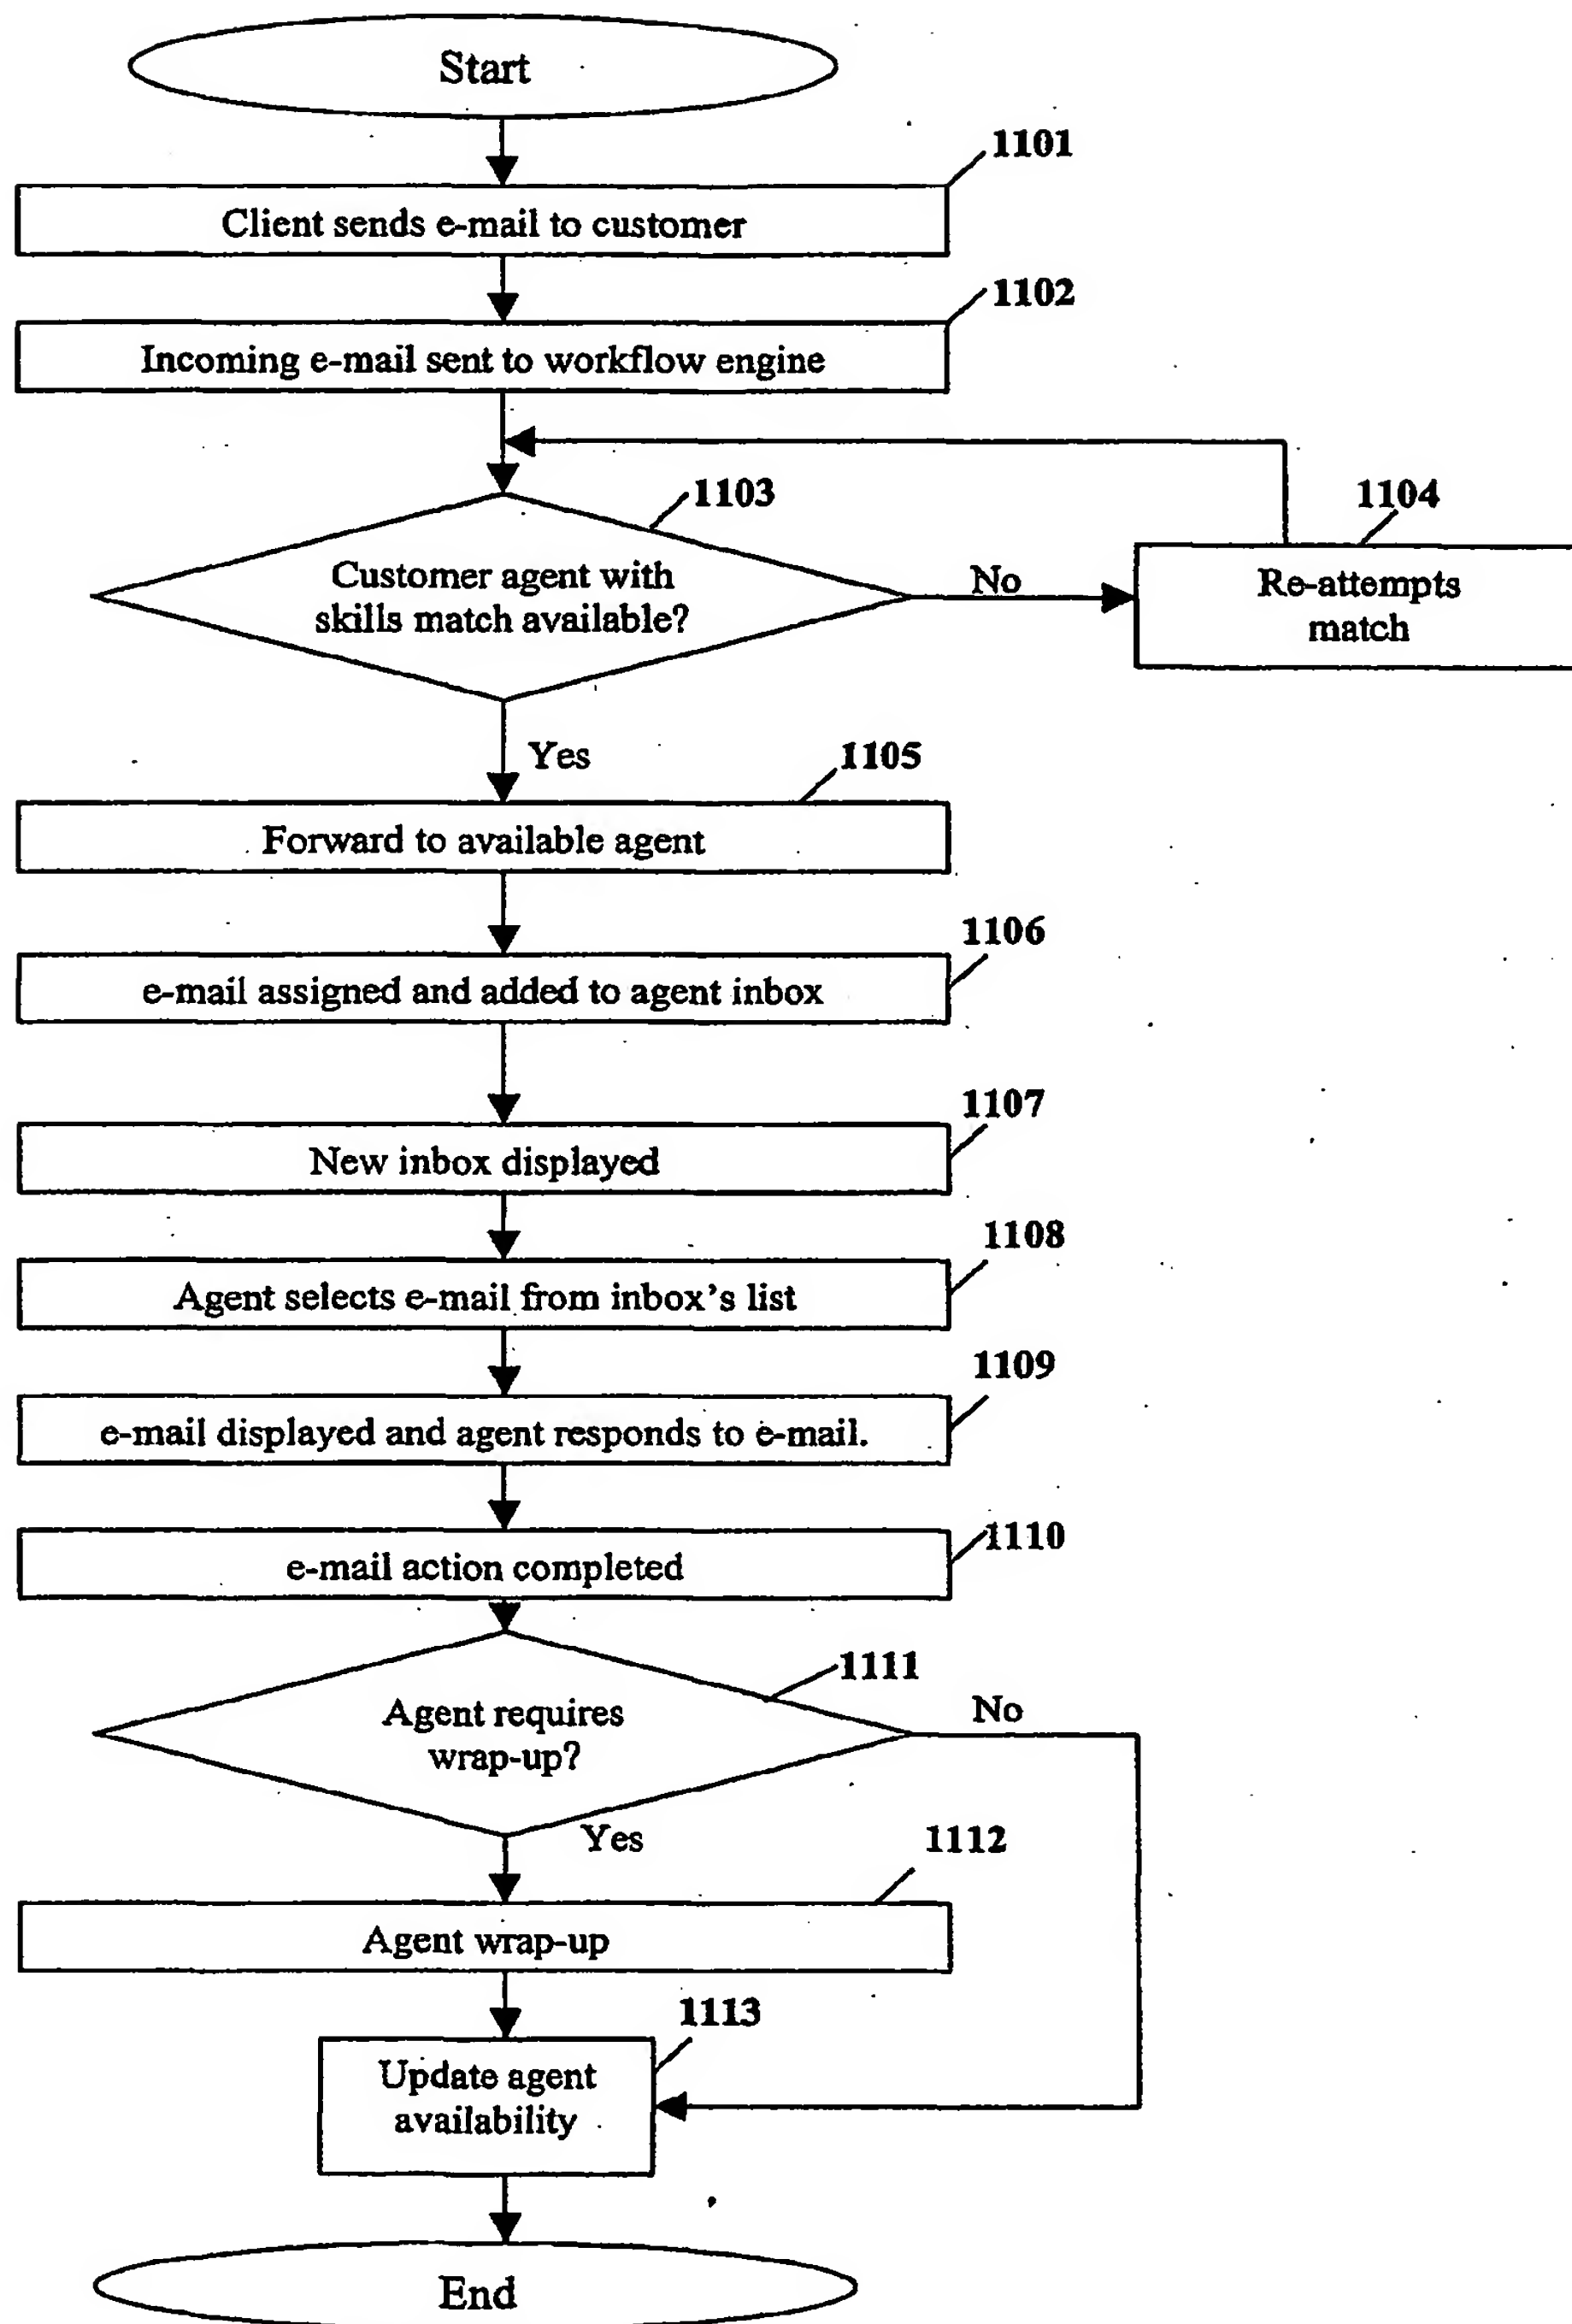 Start
1101
Client sends e-mail to customer
1102
Incoming e-mail sent to workflow engine
1103
1104
Customer agent with
skills match available?
No
Re-attempts
match
Yes
1105
Forward to available agent
1106
e-mail assigned and added to agent inbox
1107
New inbox displayed
1108
Agent selects e-mail from inbox's list
1109
e-mail displayed and agent responds to e-mail.
1110
e-mail action completed
1111
Agent requires
wrap-up?
No
Yes
1112
Agent wrap-up
1113
Update agent
availability
End